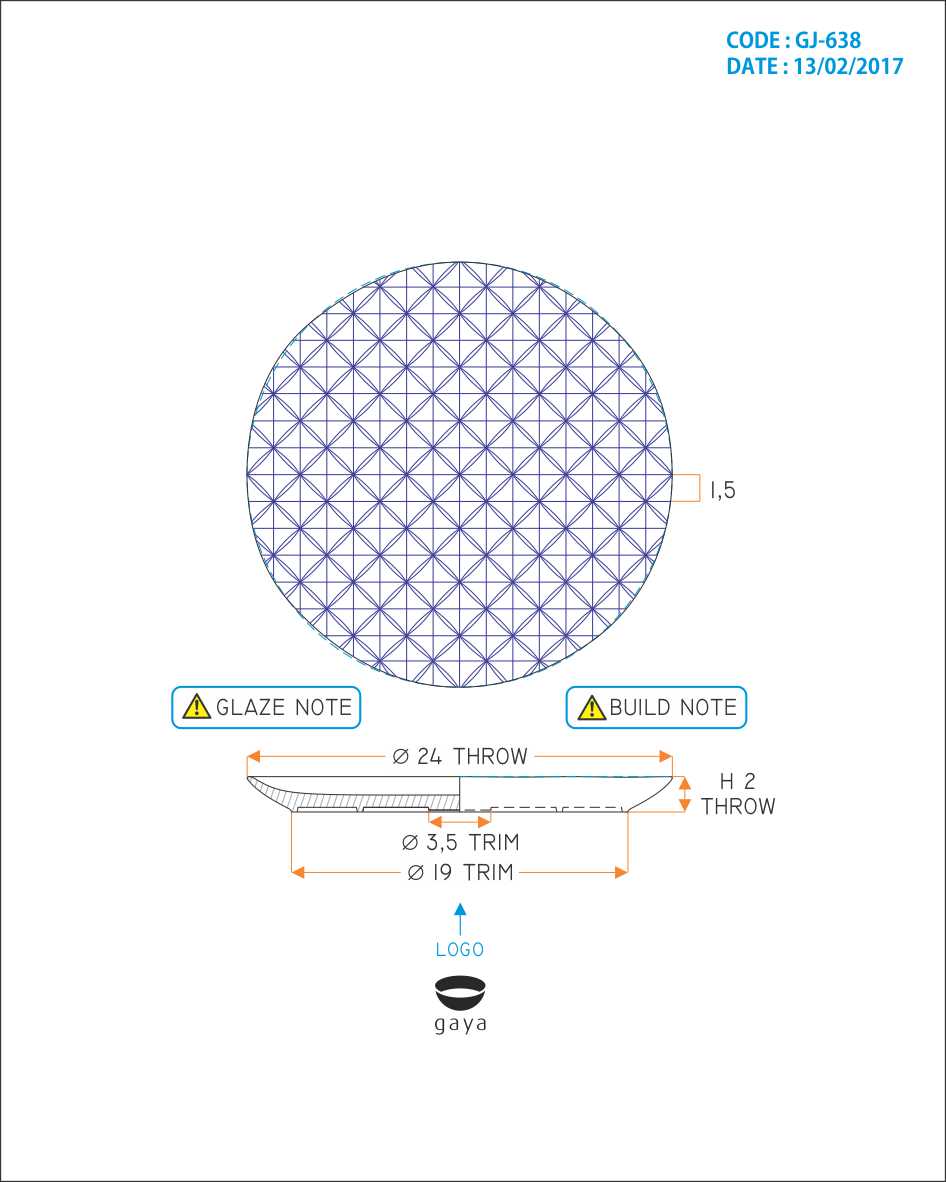 CODE : GJ-638
DATE : 13/02/2017
1,5
GLAZE NOTE
BUILD NOTE
Ø 24 THROW
H 2
THROW
Ø 3,5 TRIM
Ø 19 TRIM
LOGO
gaya